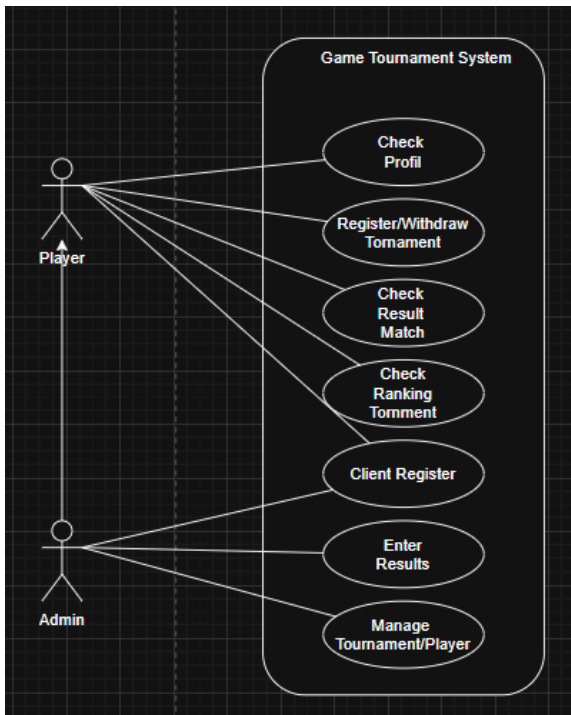 Game Tournament System
Check
Profil
Register/Withdraw
Tornament
Player
Check
Result
Match
Check
Ranking
Tornment
Client Register
Enter
Results
Admin
Manage
Tournament/Player